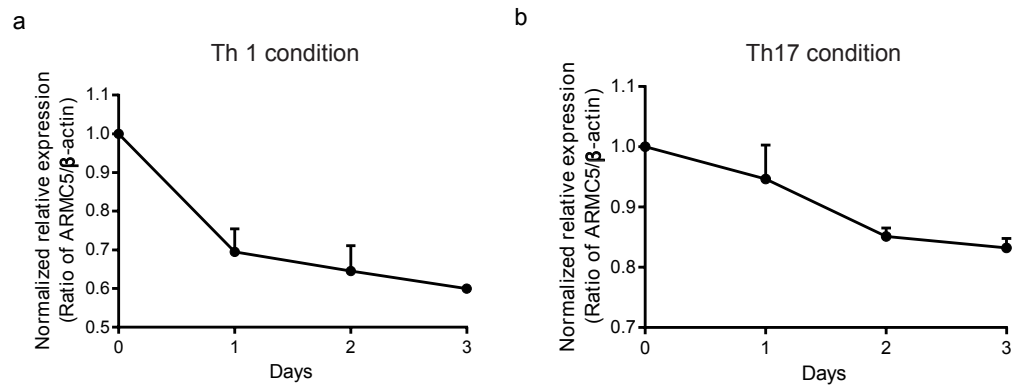 a
Th 1 condition
Normalized relative expression
(Ratio of ARMC5/β-actin)
1.1
1.0
0.9
0.8
0.7
0.6
0.5
0
1
2
3
Days
b
Th17 condition
Normalized relative expression
(Ratio of ARMC5/β-actin)
1.1
1.0
0.9
0.8
0.7
0
1
2
3
Days